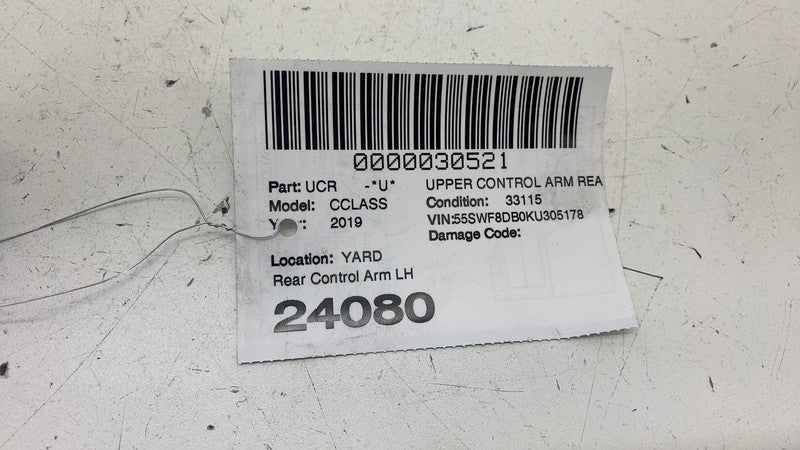 0000030521
Part: UCR -*U* UPPER CONTROL ARM REA
Model: CCLASS Condition: 33115
2019 VIN:55SWF8DB0KU305178
Damage Code:
Location: YARD
Rear Control Arm LH
24080